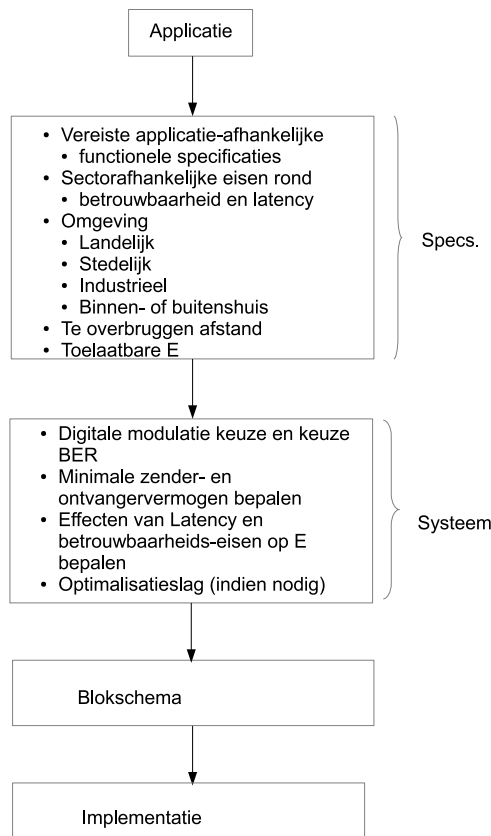 Applicatie
• Vereiste applicatie-afhankelijke
• functionele specificaties
• Sectorafhankelijke eisen rond
• betrouwbaarheid en latency
• Omgeving
• Landelijk
• Stedelijk
• Industrieel
• Binnen- of buitenshuis
• Te overbruggen afstand
• Toelaatbare E
Specs.
• Digitale modulatie keuze en keuze
BER
• Minimale zender- en
ontvangervermogen bepalen
• Effecten van Latency en
betrouwbaarheids-eisen op E
bepalen
• Optimalisatieslag (indien nodig)
Systeem
Blokschema
Implementatie